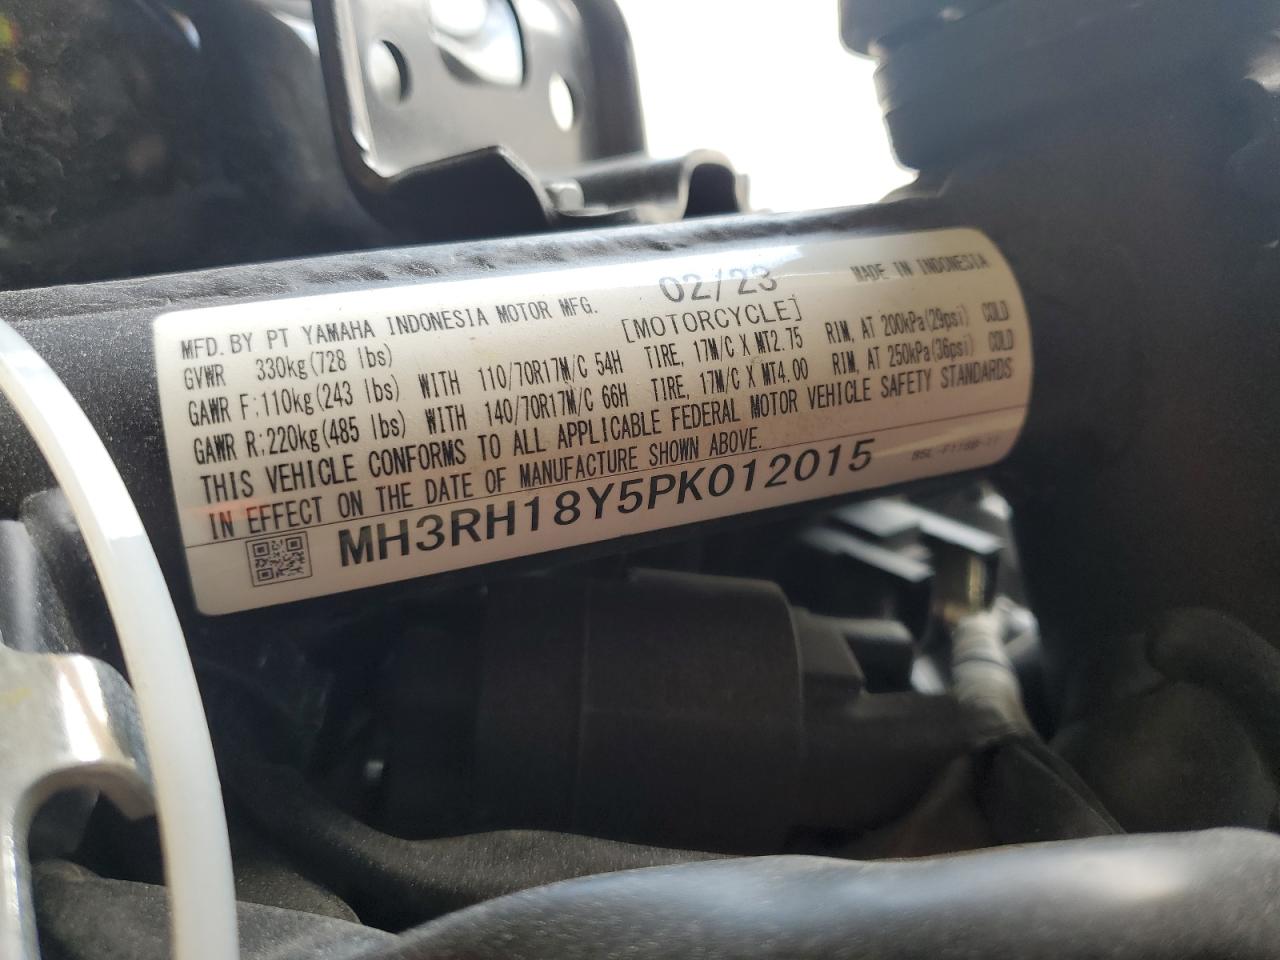 MFD. BY PT YAMAHA INDONESIA MOTOR MFG. 02/23 MADE IN INDONESIA
GVWR 330kg(728 lbs) [MOTORCYCLE]
GAWR F:110kg(243 lbs) WITH 110/70R17M/C 54H TIRE, 17M/C X MT2.75 RIM, AT 200kPa(29psi) COLD
GAWR R:220kg(485 lbs) WITH 140/70R17M/C 66H TIRE, 17M/C X MT4.00 RIM, AT 250kPa(36psi) COLD
THIS VEHICLE CONFORMS TO ALL APPLICABLE FEDERAL MOTOR VEHICLE SAFETY STANDARDS
IN EFFECT ON THE DATE OF MANUFACTURE SHOWN ABOVE.
MH3RH18Y5PK012015